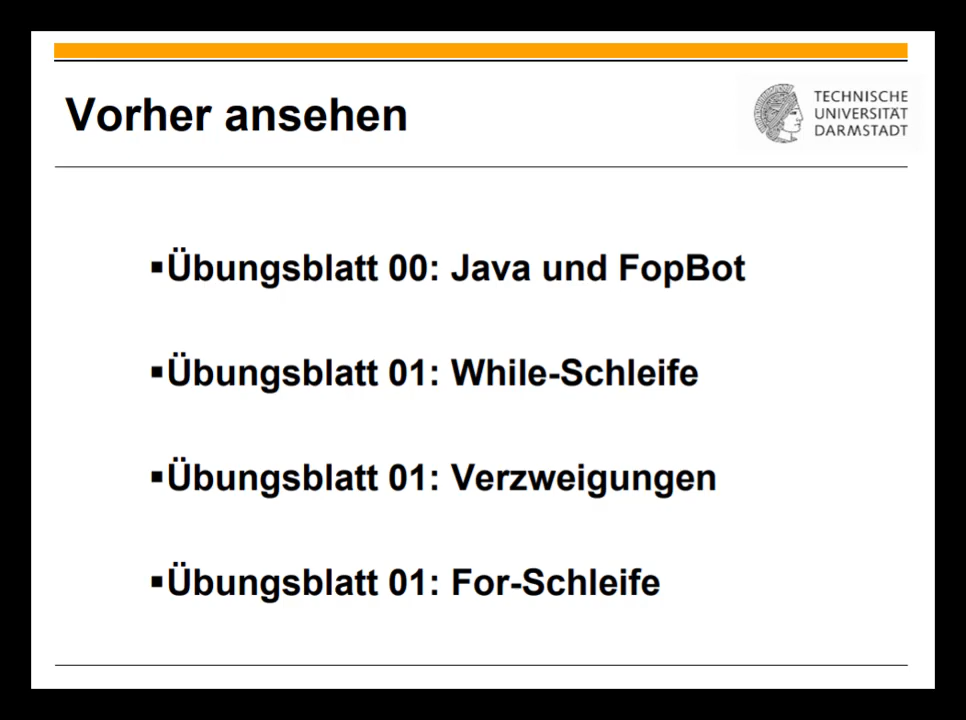 Vorher ansehen
TECHNISCHE
UNIVERSITÄT
DARMSTADT
▪Übungsblatt 00: Java und FopBot
▪Übungsblatt 01: While-Schleife
▪Übungsblatt 01: Verzweigungen
▪Übungsblatt 01: For-Schleife